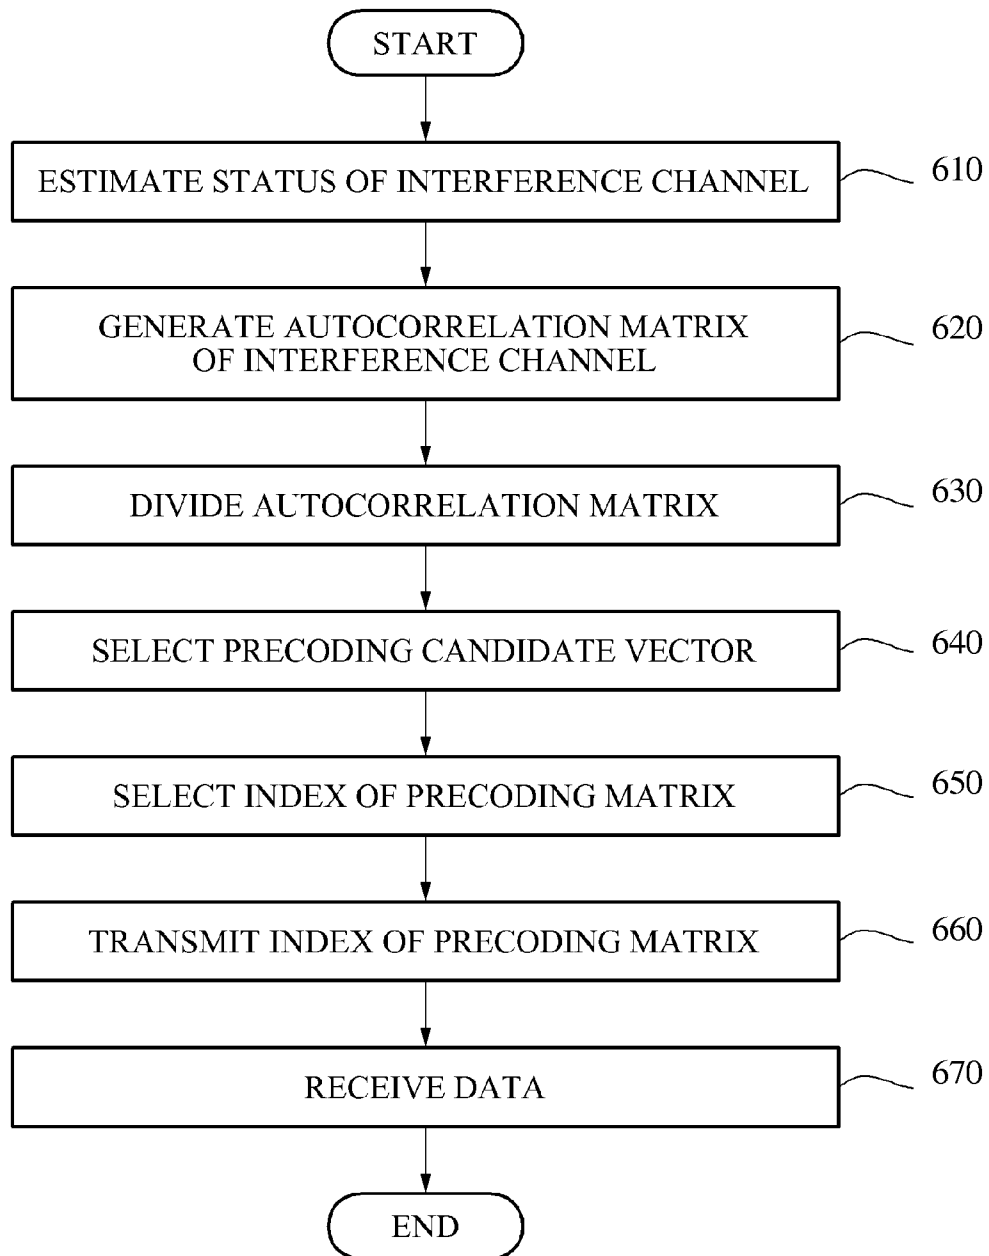 START
ESTIMATE STATUS OF INTERFERENCE CHANNEL
610
GENERATE AUTOCORRELATION MATRIX
OF INTERFERENCE CHANNEL
620
DIVIDE AUTOCORRELATION MATRIX
630
SELECT PRECODING CANDIDATE VECTOR
640
SELECT INDEX OF PRECODING MATRIX
650
TRANSMIT INDEX OF PRECODING MATRIX
660
RECEIVE DATA
670
END